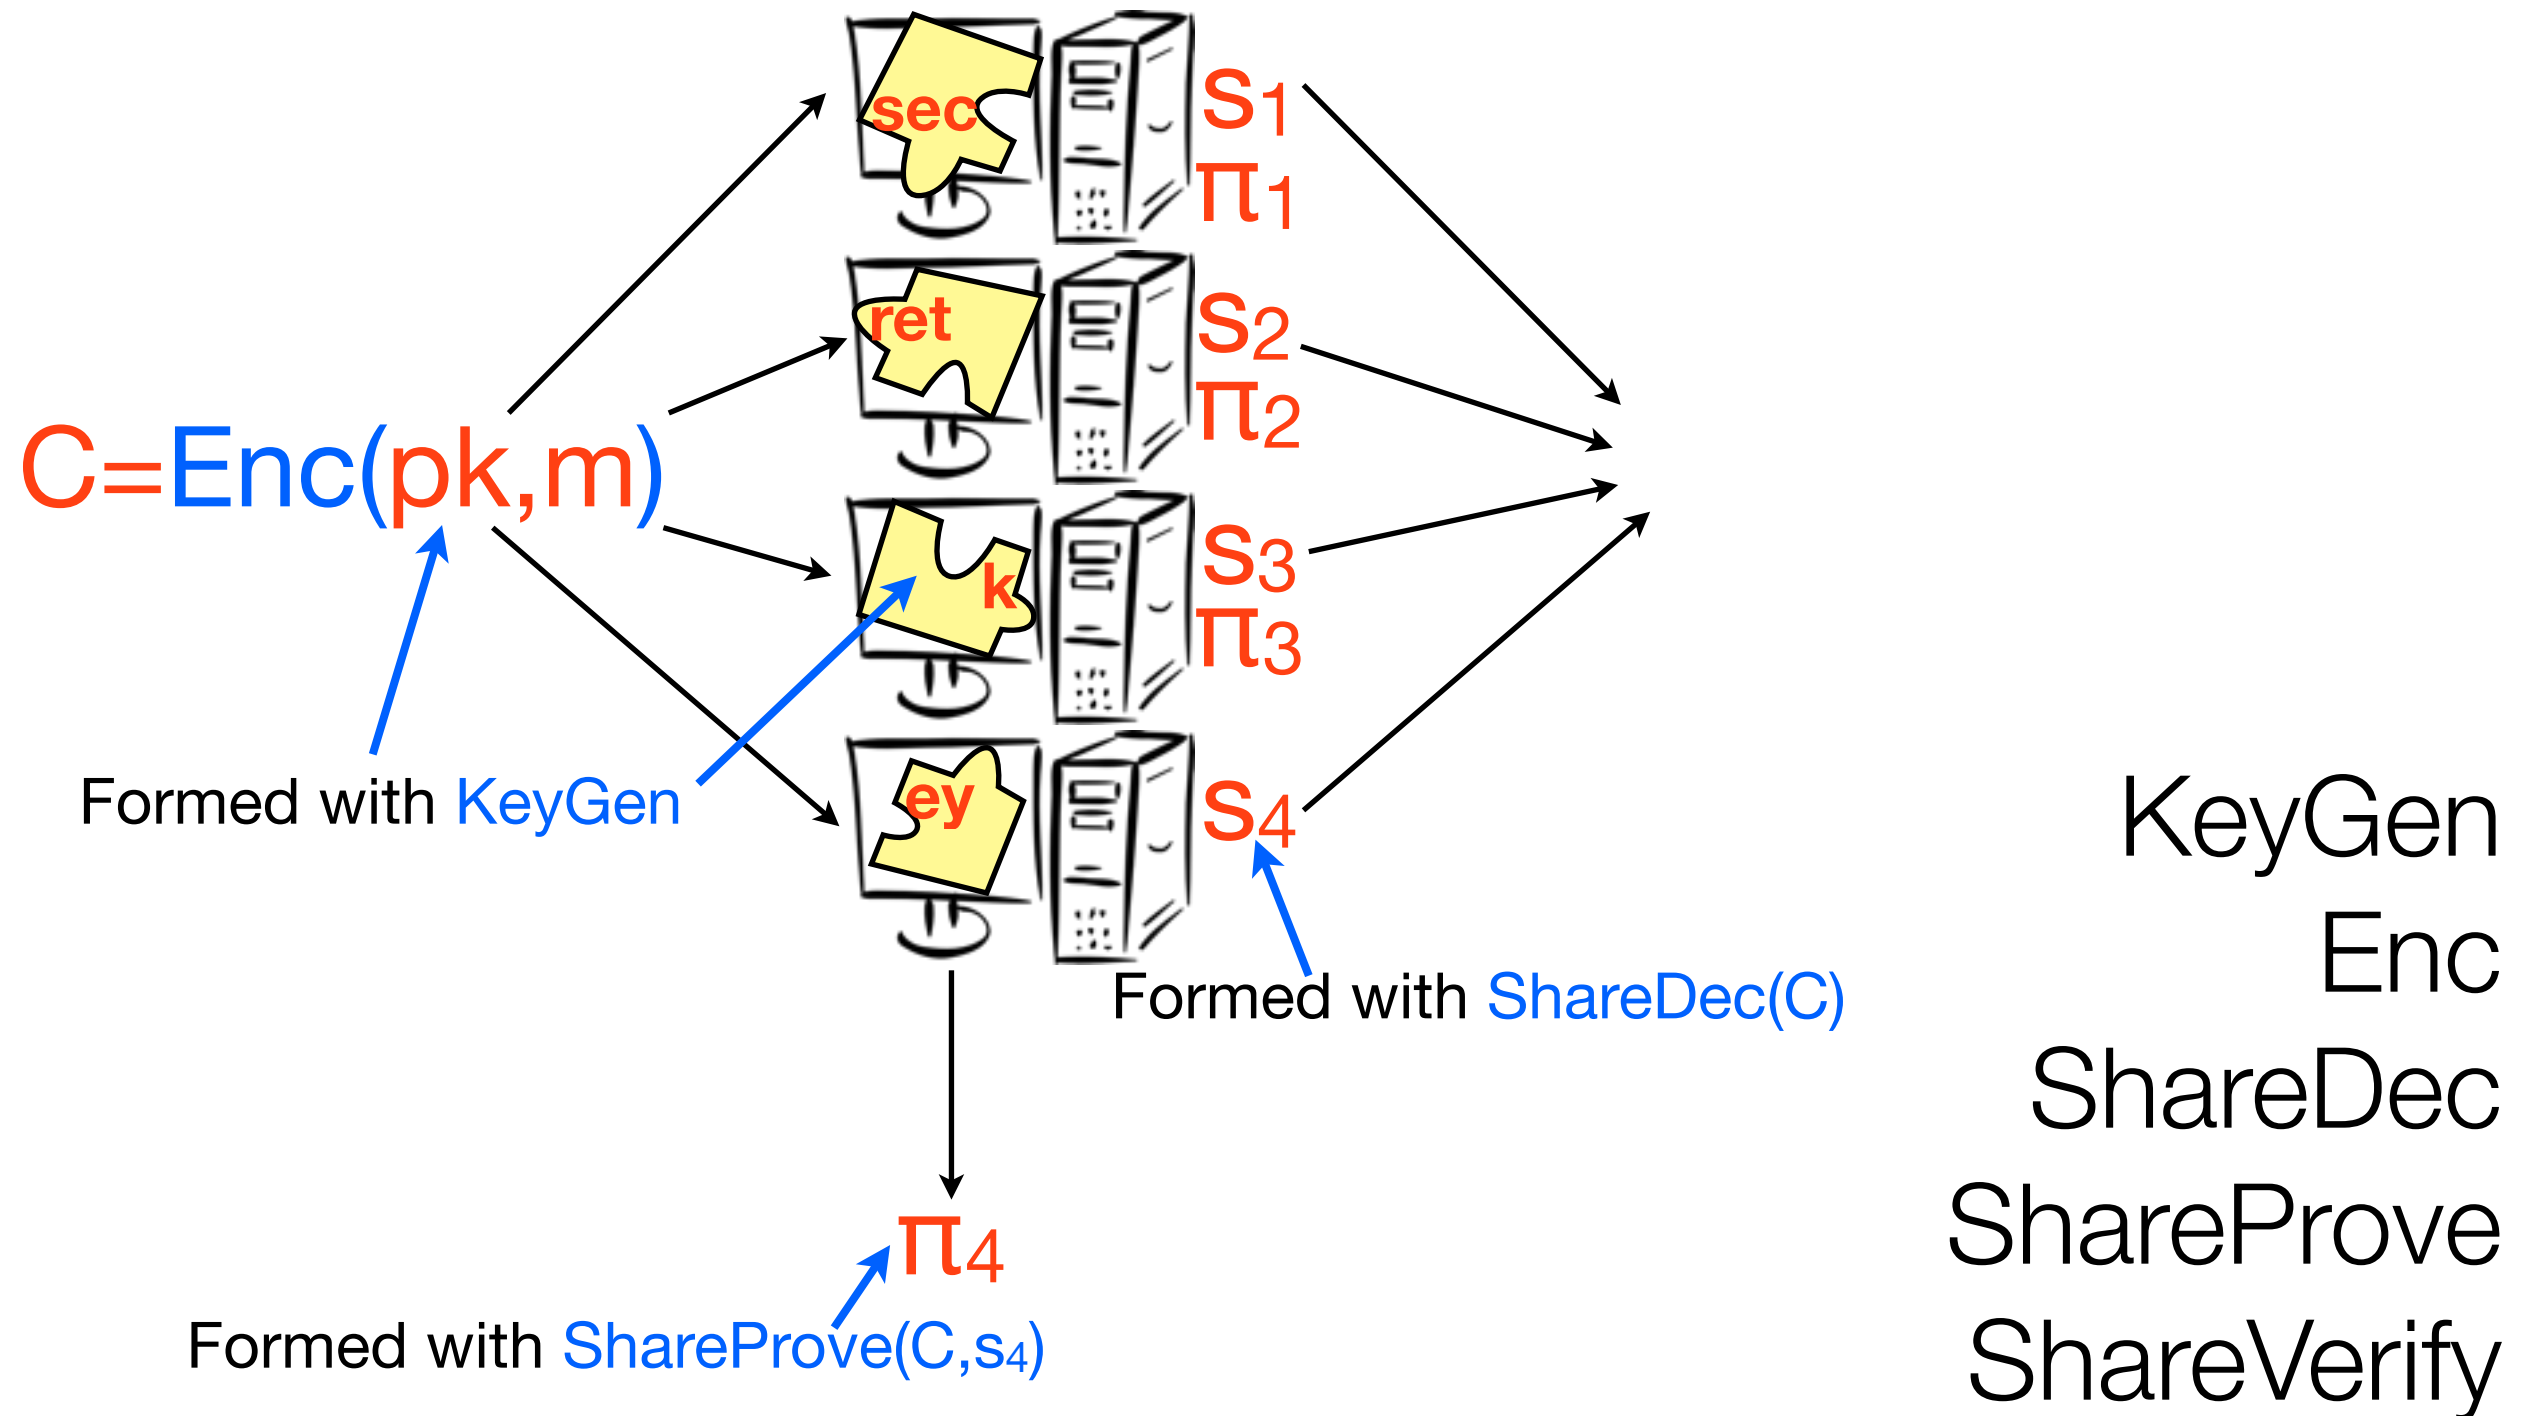 sec
s1
π1
ret
s2
π2
C=Enc(pk,m)
k
s3
π3
Formed with KeyGen
ey
s4
Formed with ShareDec(C)
π4
Formed with ShareProve(C,s4)
KeyGen
Enc
ShareDec
ShareProve
ShareVerify